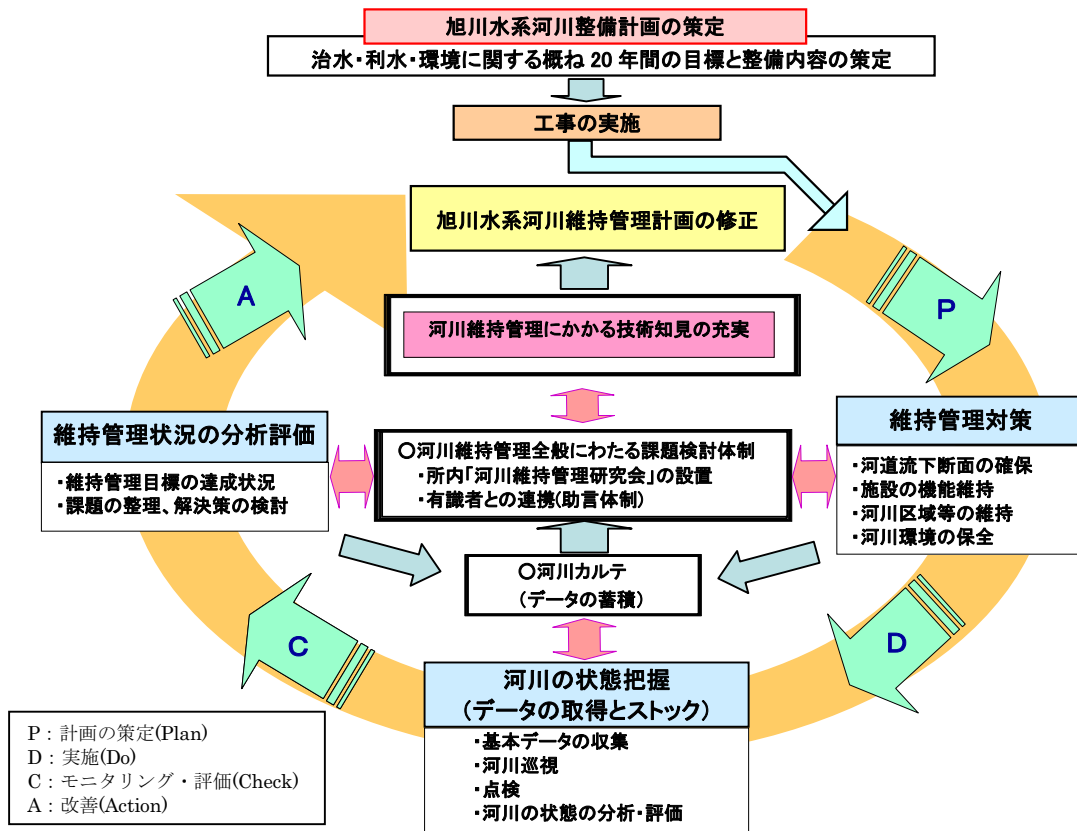 旭川水系河川整備計画の策定
治水・利水・環境に関する概ね 20 年間の目標と整備内容の策定
工事の実施
旭川水系河川維持管理計画の修正
A
P
河川維持管理にかかる技術知見の充実
維持管理状況の分析評価
・維持管理目標の達成状況
・課題の整理、解決策の検討
○河川維持管理全般にわたる課題検討体制
・所内「河川維持管理研究会」の設置
・有識者との連携(助言体制)
維持管理対策
・河道流下断面の確保
・施設の機能維持
・河川区域等の維持
・河川環境の保全
○河川カルテ
(データの蓄積)
C
D
河川の状態把握
(データの取得とストック)
・基本データの収集
・河川巡視
・点検
・河川の状態の分析・評価
P：計画の策定(Plan)
D：実施(Do)
C：モニタリング・評価(Check)
A：改善(Action)